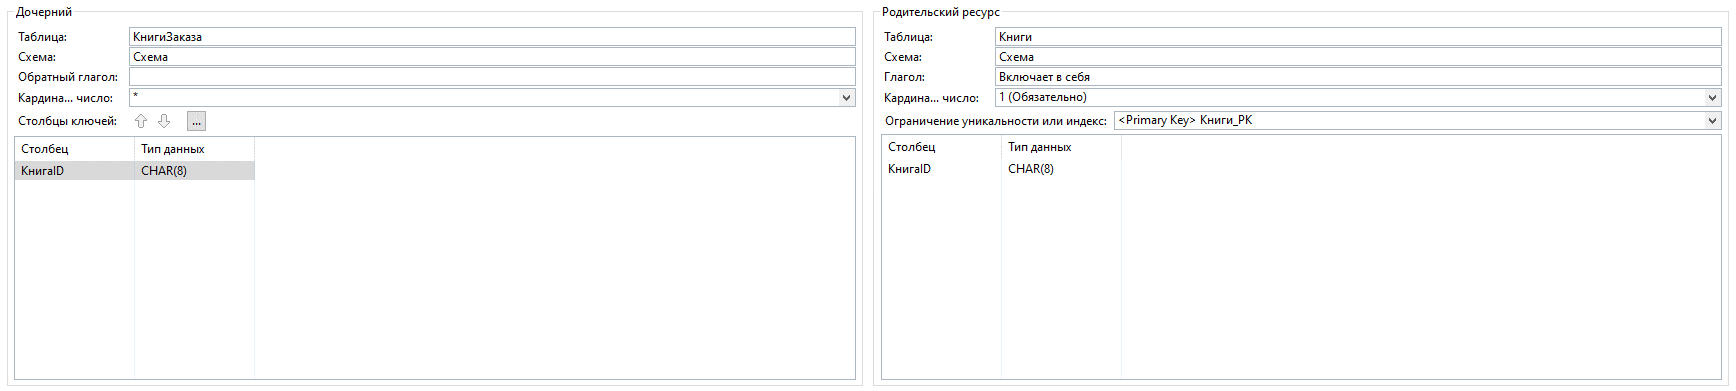 Дочерний
Таблица: КнигиЗаказа
Схема: Схема
Обратный глагол:
Кардина... число: *
Столбцы ключей: ...
Столбец Тип данных
КнигаID CHAR(8)
Родительский ресурс
Таблица: Книги
Схема: Схема
Глагол: Включает в себя
Кардина... число: 1 (Обязательно)
Ограничение уникальности или индекс: <Primary Key> Книги_PK
Столбец Тип данных
КнигаID CHAR(8)